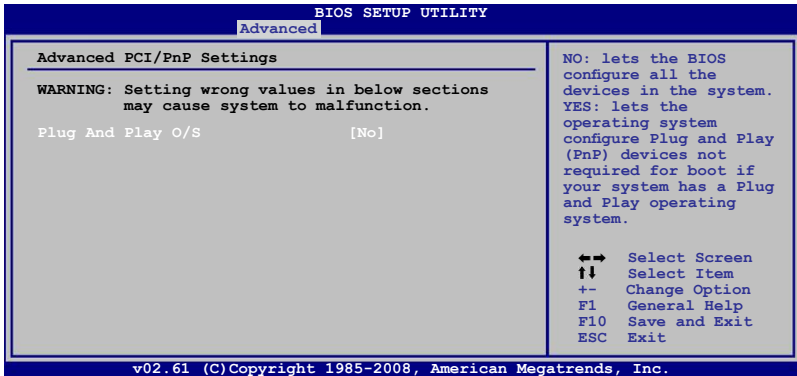 BIOS SETUP UTILITY
Advanced
Advanced PCI/PnP Settings
WARNING: Setting wrong values in below sections
may cause system to malfunction.
Plug And Play O/S [No]
NO: lets the BIOS
configure all the
devices in the system.
YES: lets the
operating system
configure Plug and Play
(PnP) devices not
required for boot if
your system has a Plug
and Play operating
system.
←→ Select Screen
↑↓ Select Item
+- Change Option
F1 General Help
F10 Save and Exit
ESC Exit
v02.61 (C)Copyright 1985-2008, American Megatrends, Inc.